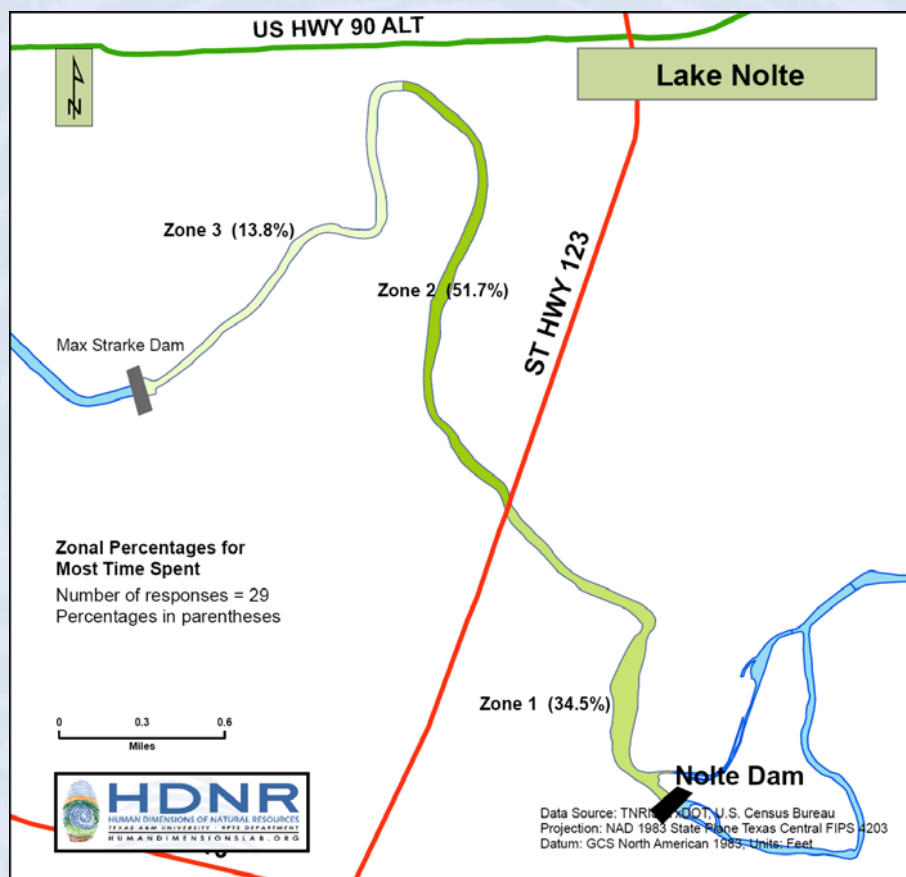 US HWY 90 ALT
N
Lake Nolte
Zone 3 (13.8%)
Zone 2 (51.7%)
ST HWY 123
Max Strarke Dam
Zonal Percentages for
Most Time Spent
Number of responses = 29
Percentages in parentheses
Zone 1 (34.5%)
0 0.3 0.6
Miles
Nolte Dam
HDNR
HUMAN DIMENSIONS OF NATURAL RESOURCES
TEXAS A&M UNIVERSITY · RPTS DEPARTMENT
HUMANDIMENSIONSLAB.ORG
Data Source: TNRIS, TXDOT, U.S. Census Bureau
Projection: NAD 1983 State Plane Texas Central FIPS 4203
Datum: GCS North American 1983, Units: Feet